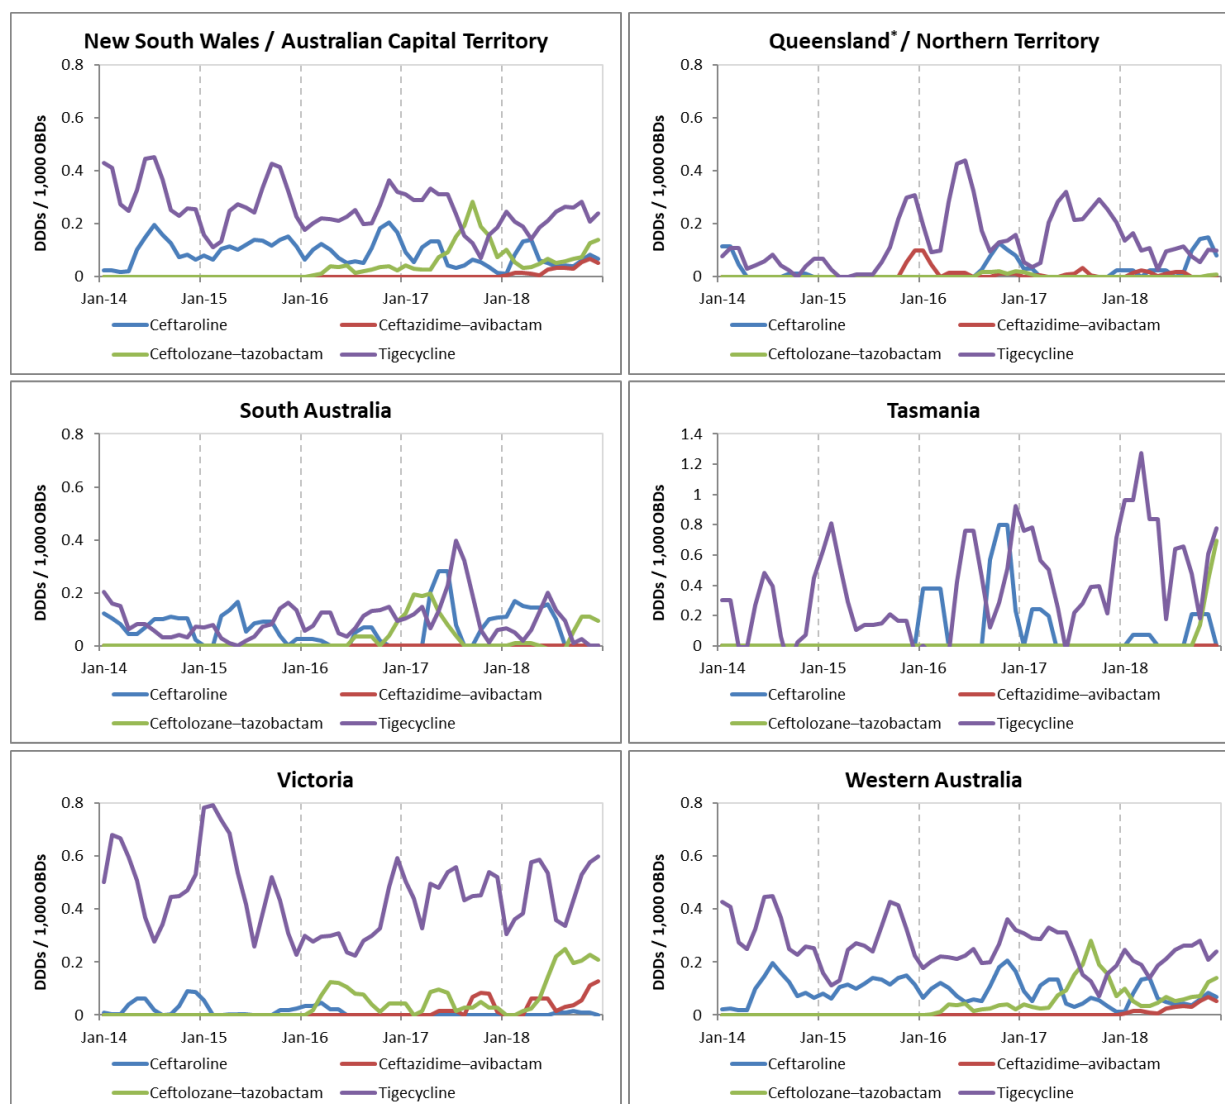 New South Wales / Australian Capital Territory
DDDs / 1,000 OBDs
0.8
0.6
0.4
0.2
0
Jan-14 Jan-15 Jan-16 Jan-17 Jan-18
Ceftaroline Ceftazidime–avibactam
Ceftolozane–tazobactam Tigecycline
Queensland* / Northern Territory
DDDs / 1,000 OBDs
0.8
0.6
0.4
0.2
0
Jan-14 Jan-15 Jan-16 Jan-17 Jan-18
Ceftaroline Ceftazidime–avibactam
Ceftolozane–tazobactam Tigecycline
South Australia
DDDs / 1,000 OBDs
0.8
0.6
0.4
0.2
0
Jan-14 Jan-15 Jan-16 Jan-17 Jan-18
Ceftaroline Ceftazidime–avibactam
Ceftolozane–tazobactam Tigecycline
Tasmania
DDDs / 1,000 OBDs
1.4
1.2
1
0.8
0.6
0.4
0.2
0
Jan-14 Jan-15 Jan-16 Jan-17 Jan-18
Ceftaroline Ceftazidime–avibactam
Ceftolozane–tazobactam Tigecycline
Victoria
DDDs / 1,000 OBDs
0.8
0.6
0.4
0.2
0
Jan-14 Jan-15 Jan-16 Jan-17 Jan-18
Ceftaroline Ceftazidime–avibactam
Ceftolozane–tazobactam Tigecycline
Western Australia
DDDs / 1,000 OBDs
0.8
0.6
0.4
0.2
0
Jan-14 Jan-15 Jan-16 Jan-17 Jan-18
Ceftaroline Ceftazidime–avibactam
Ceftolozane–tazobactam Tigecycline